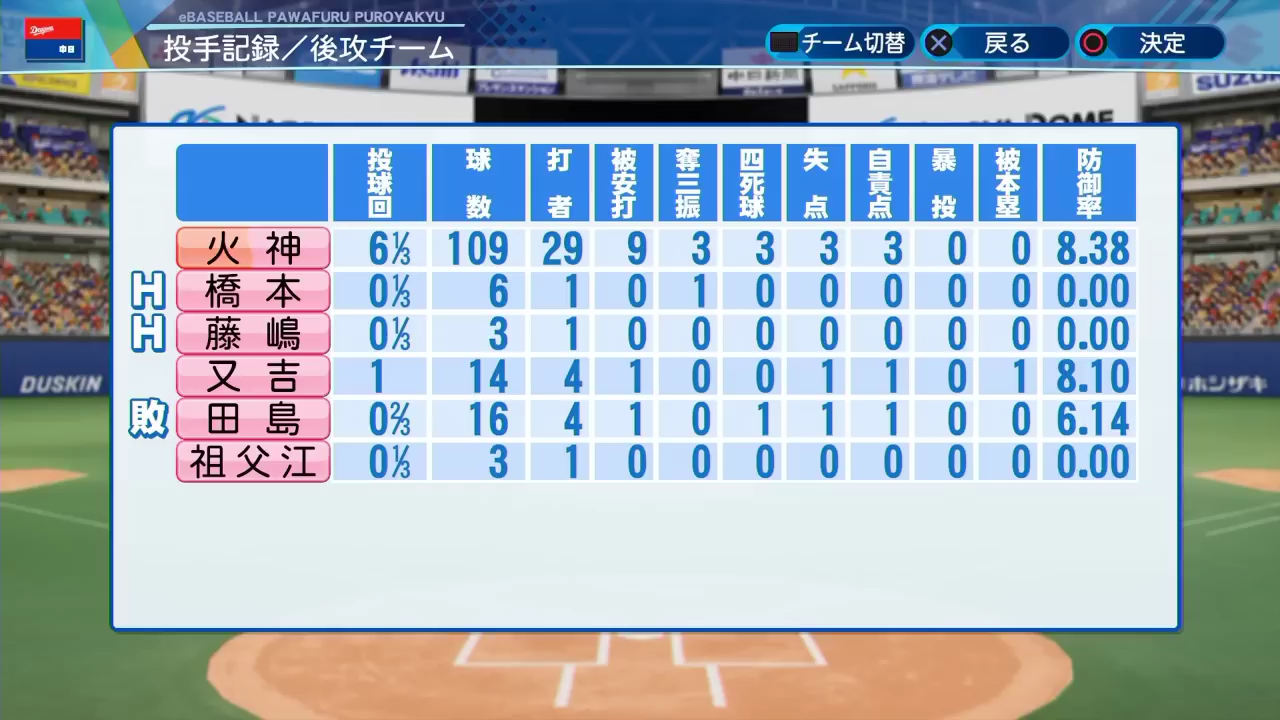 eBASEBALL PAWAFURU PUROYAKYU
Dragons
中日
投手記録／後攻チーム
チーム切替 戻る 決定
投球回 球数 打者 被安打 奪三振 四死球 失点 自責点 暴投 被本塁 防御率
火神 6⅓ 109 29 9 3 3 3 3 0 0 8.38
H 橋本 0⅓ 6 1 0 1 0 0 0 0 0 0.00
H 藤嶋 0⅓ 3 1 0 0 0 0 0 0 0 0.00
又吉 1 14 4 1 0 0 1 1 0 1 8.10
敗 田島 0⅔ 16 4 1 0 1 1 1 0 0 6.14
祖父江 0⅓ 3 1 0 0 0 0 0 0 0 0.00
DUSKIN
ホシザキ